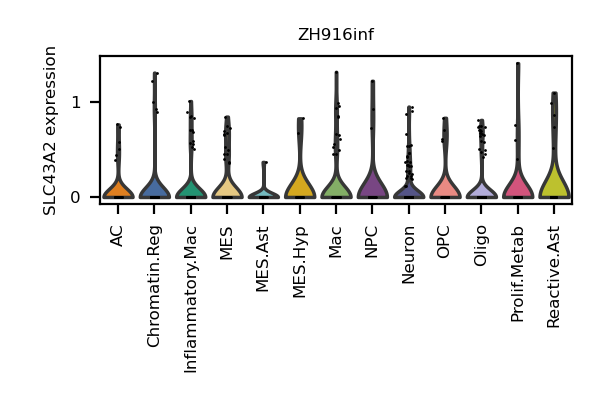 ZH916inf
SLC43A2 expression
1
0
AC
Chromatin.Reg
Inflammatory.Mac
MES
MES.Ast
MES.Hyp
Mac
NPC
Neuron
OPC
Oligo
Prolif.Metab
Reactive.Ast